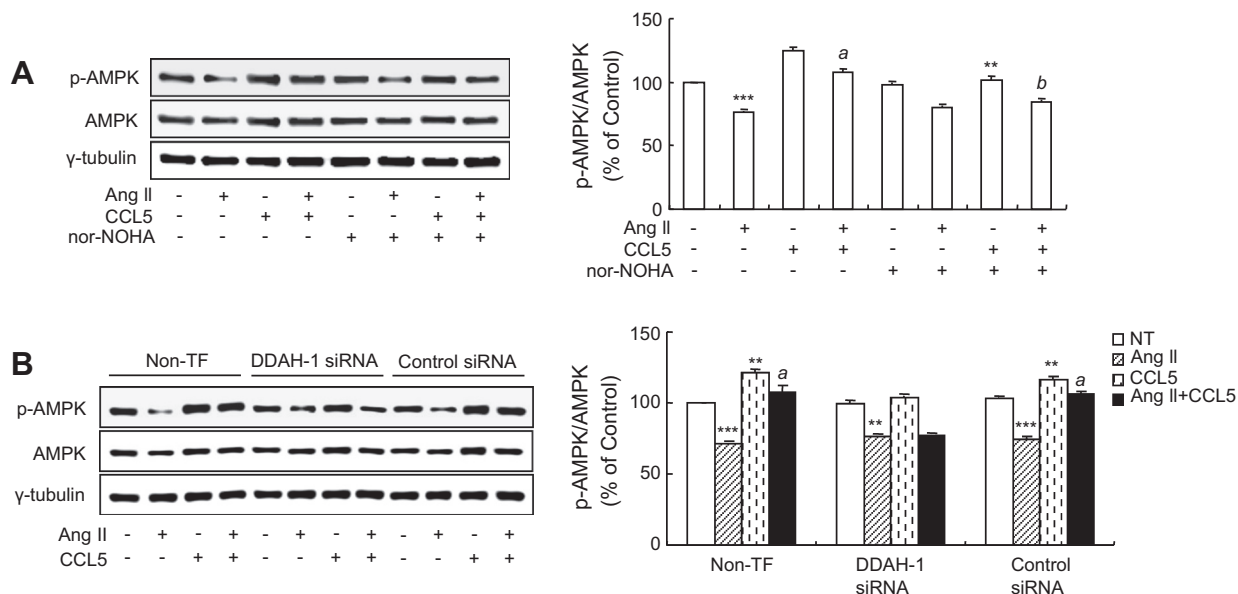 A
p-AMPK
AMPK
γ-tubulin
Ang II - + - + - + - +
CCL5 - - + + - - + +
nor-NOHA - - - - + + + +
p-AMPK/AMPK
(% of Control)
150
100
50
0
***
a
**
b
Ang II - + - + - + - +
CCL5 - - + + - - + +
nor-NOHA - - - - + + + +
B
Non-TF DDAH-1 siRNA Control siRNA
p-AMPK
AMPK
γ-tubulin
Ang II - + - + - + - + - + - +
CCL5 - - + + - - + + - - + +
p-AMPK/AMPK
(% of Control)
150
100
50
0
*** ** a
**
*** ** a
Non-TF DDAH-1 Control
siRNA siRNA
NT
Ang II
CCL5
Ang II+CCL5